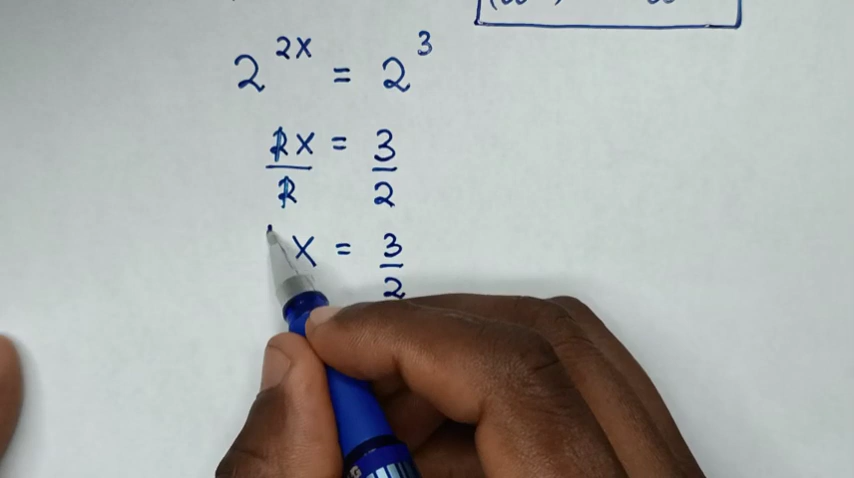 2^{2x} = 2^3
2x/2 = 3/2
x = 3/2